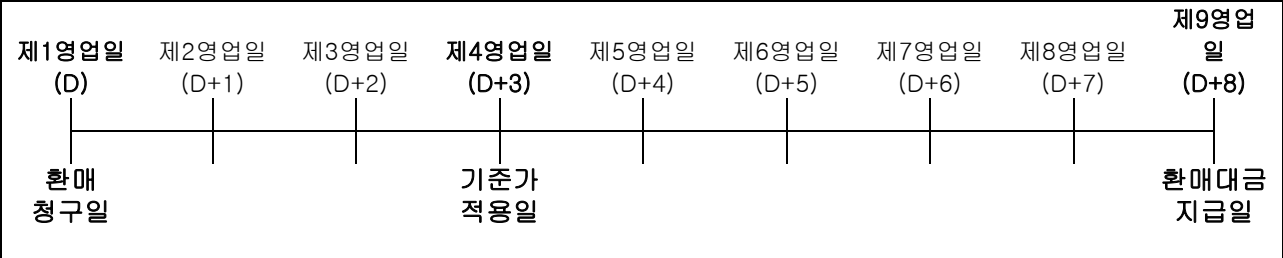 제1영업일
(D)
제2영업일
(D+1)
제3영업일
(D+2)
제4영업일
(D+3)
제5영업일
(D+4)
제6영업일
(D+5)
제7영업일
(D+6)
제8영업일
(D+7)
제9영업
일
(D+8)
환매
청구일
기준가
적용일
환매대금
지급일